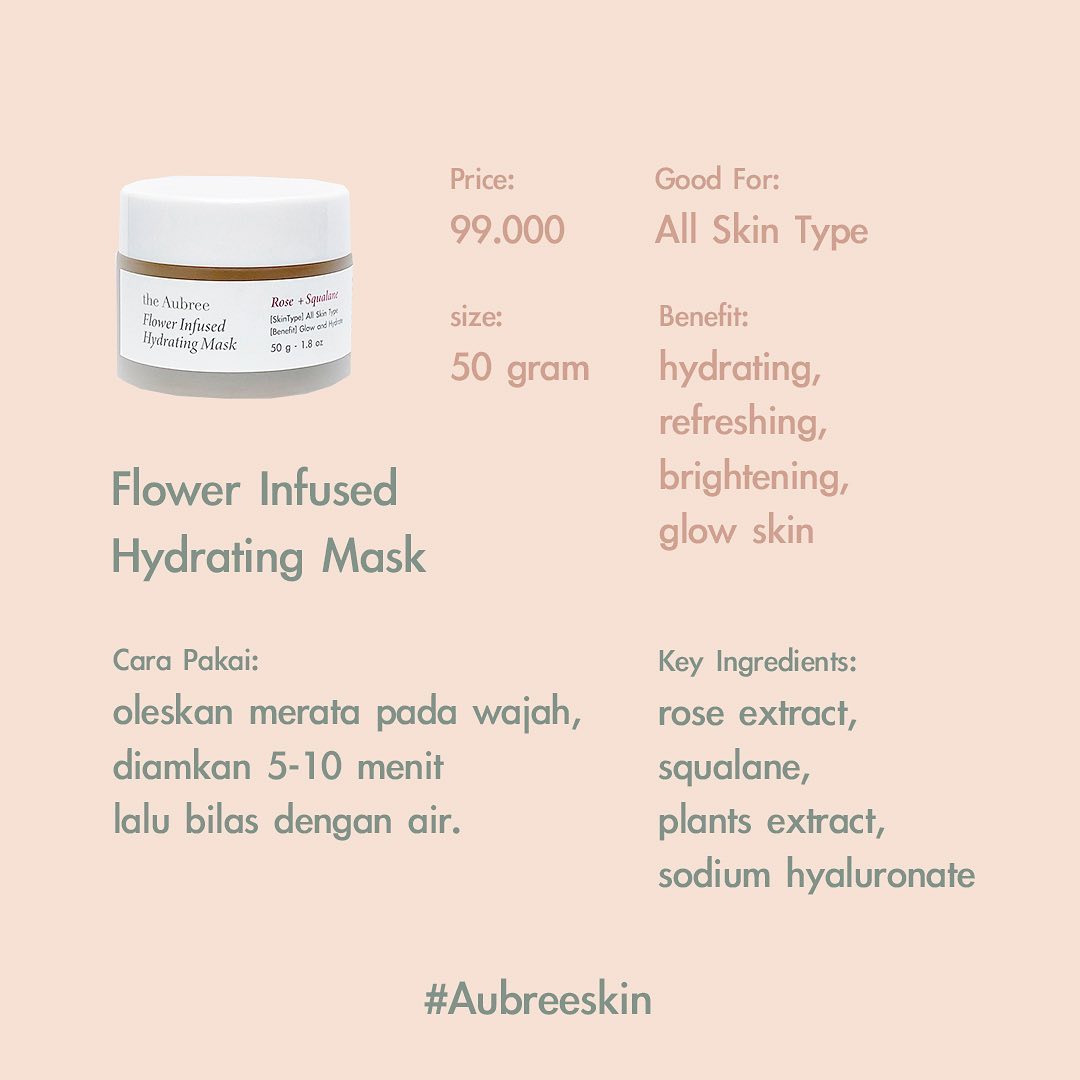 the Aubree
Flower Infused
Hydrating Mask
Rose + Squalane
[SkinType] All Skin Type
[Benefit] Glow and Hydrate
50 g - 1.8 oz
Price:
99.000
Good For:
All Skin Type
size:
50 gram
Benefit:
hydrating,
refreshing,
brightening,
glow skin
Flower Infused
Hydrating Mask
Cara Pakai:
oleskan merata pada wajah,
diamkan 5-10 menit
lalu bilas dengan air.
Key Ingredients:
rose extract,
squalane,
plants extract,
sodium hyaluronate
#Aubreeskin